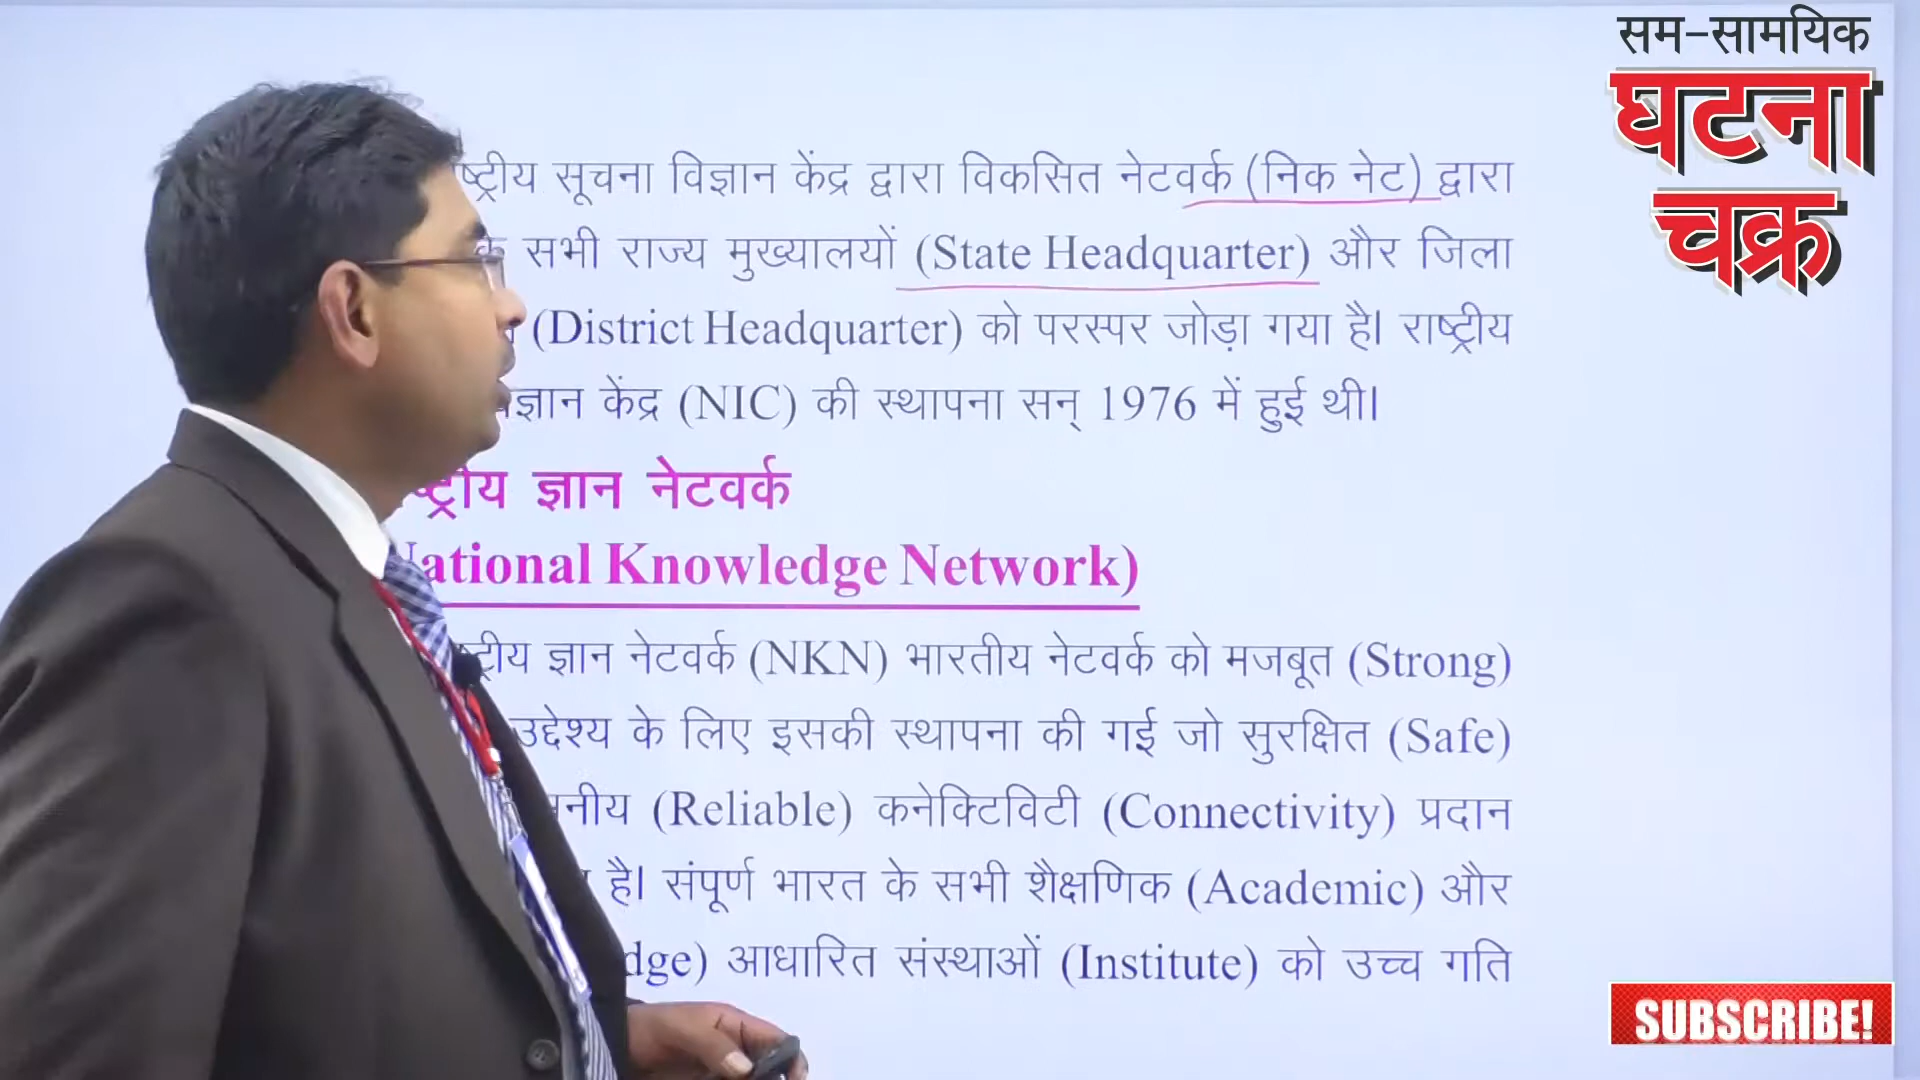 सम-सामयिक
घटना
चक्र
सूचना विज्ञान केंद्र द्वारा विकसित नेटवर्क (निक नेट) द्वारा
सभी राज्य मुख्यालयों (State Headquarter) और जिला
(District Headquarter) को परस्पर जोड़ा गया है। राष्ट्रीय
केंद्र (NIC) की स्थापना सन् 1976 में हुई थी।
ज्ञान नेटवर्क
Knowledge Network)
ज्ञान नेटवर्क (NKN) भारतीय नेटवर्क को मजबूत (Strong)
उद्देश्य के लिए इसकी स्थापना की गई जो सुरक्षित (Safe)
(Reliable) कनेक्टिविटी (Connectivity) प्रदान
है। संपूर्ण भारत के सभी शैक्षणिक (Academic) और
आधारित संस्थाओं (Institute) को उच्च गति
SUBSCRIBE!